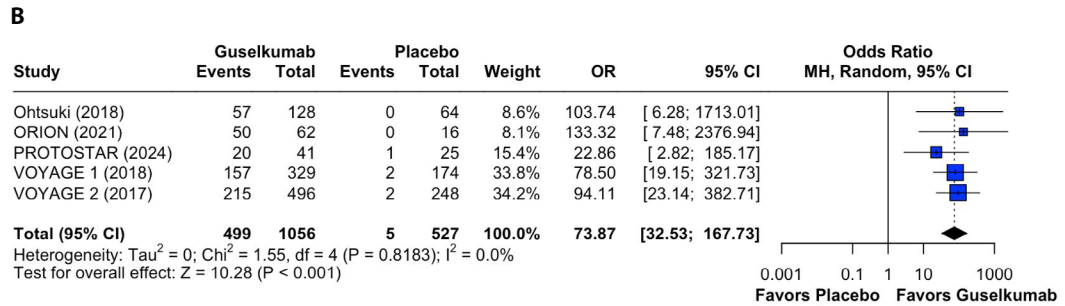 B
Guselkumab Placebo Odds Ratio
Study Events Total Events Total Weight OR 95% CI MH, Random, 95% CI
Ohtsuki (2018) 57 128 0 64 8.6% 103.74 [ 6.28; 1713.01]
ORION (2021) 50 62 0 16 8.1% 133.32 [ 7.48; 2376.94]
PROTOSTAR (2024) 20 41 1 25 15.4% 22.86 [ 2.82; 185.17]
VOYAGE 1 (2018) 157 329 2 174 33.8% 78.50 [19.15; 321.73]
VOYAGE 2 (2017) 215 496 2 248 34.2% 94.11 [23.14; 382.71]
Total (95% CI) 499 1056 5 527 100.0% 73.87 [32.53; 167.73]
Heterogeneity: Tau² = 0; Chi² = 1.55, df = 4 (P = 0.8183); I² = 0.0%
Test for overall effect: Z = 10.28 (P < 0.001)
0.001 0.1 1 10 1000
Favors Placebo Favors Guselkumab